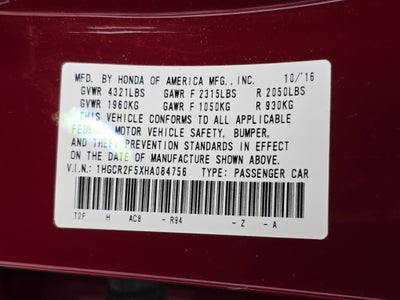 MFD. BY HONDA OF AMERICA MFG., INC. 10/'16
GVWR 4321LBS GAWR F 2315LBS R 2050LBS
GVWR 1960KG GAWR F 1050KG R 930KG
THIS VEHICLE CONFORMS TO ALL APPLICABLE
FEDERAL MOTOR VEHICLE SAFETY, BUMPER,
AND THEFT PREVENTION STANDARDS IN EFFECT
ON THE DATE OF MANUFACTURE SHOWN ABOVE.
V.I.N.: 1HGCR2F5XHA084756 TYPE: PASSENGER CAR
T2F H AC8 - R94 - Z - A